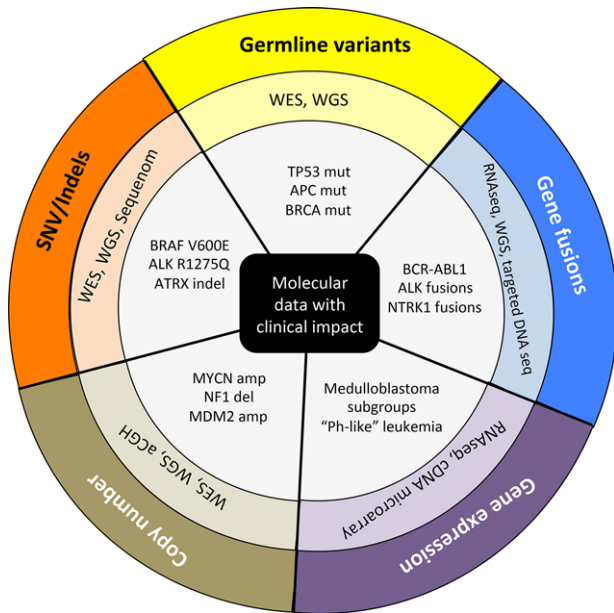 Germline variants
WES, WGS
TP53 mut
APC mut
BRCA mut
Gene fusions
RNAseq, WGS, targeted DNA seq
BCR-ABL1
ALK fusions
NTRK1 fusions
Gene expression
RNAseq, cDNA microarray
Medulloblastoma
subgroups
“Ph-like” leukemia
Copy number
WES, WGS, aCGH
MYCN amp
NF1 del
MDM2 amp
SNV/Indels
WES, WGS, Sequenom
BRAF V600E
ALK R1275Q
ATRX indel
Molecular
data with
clinical impact